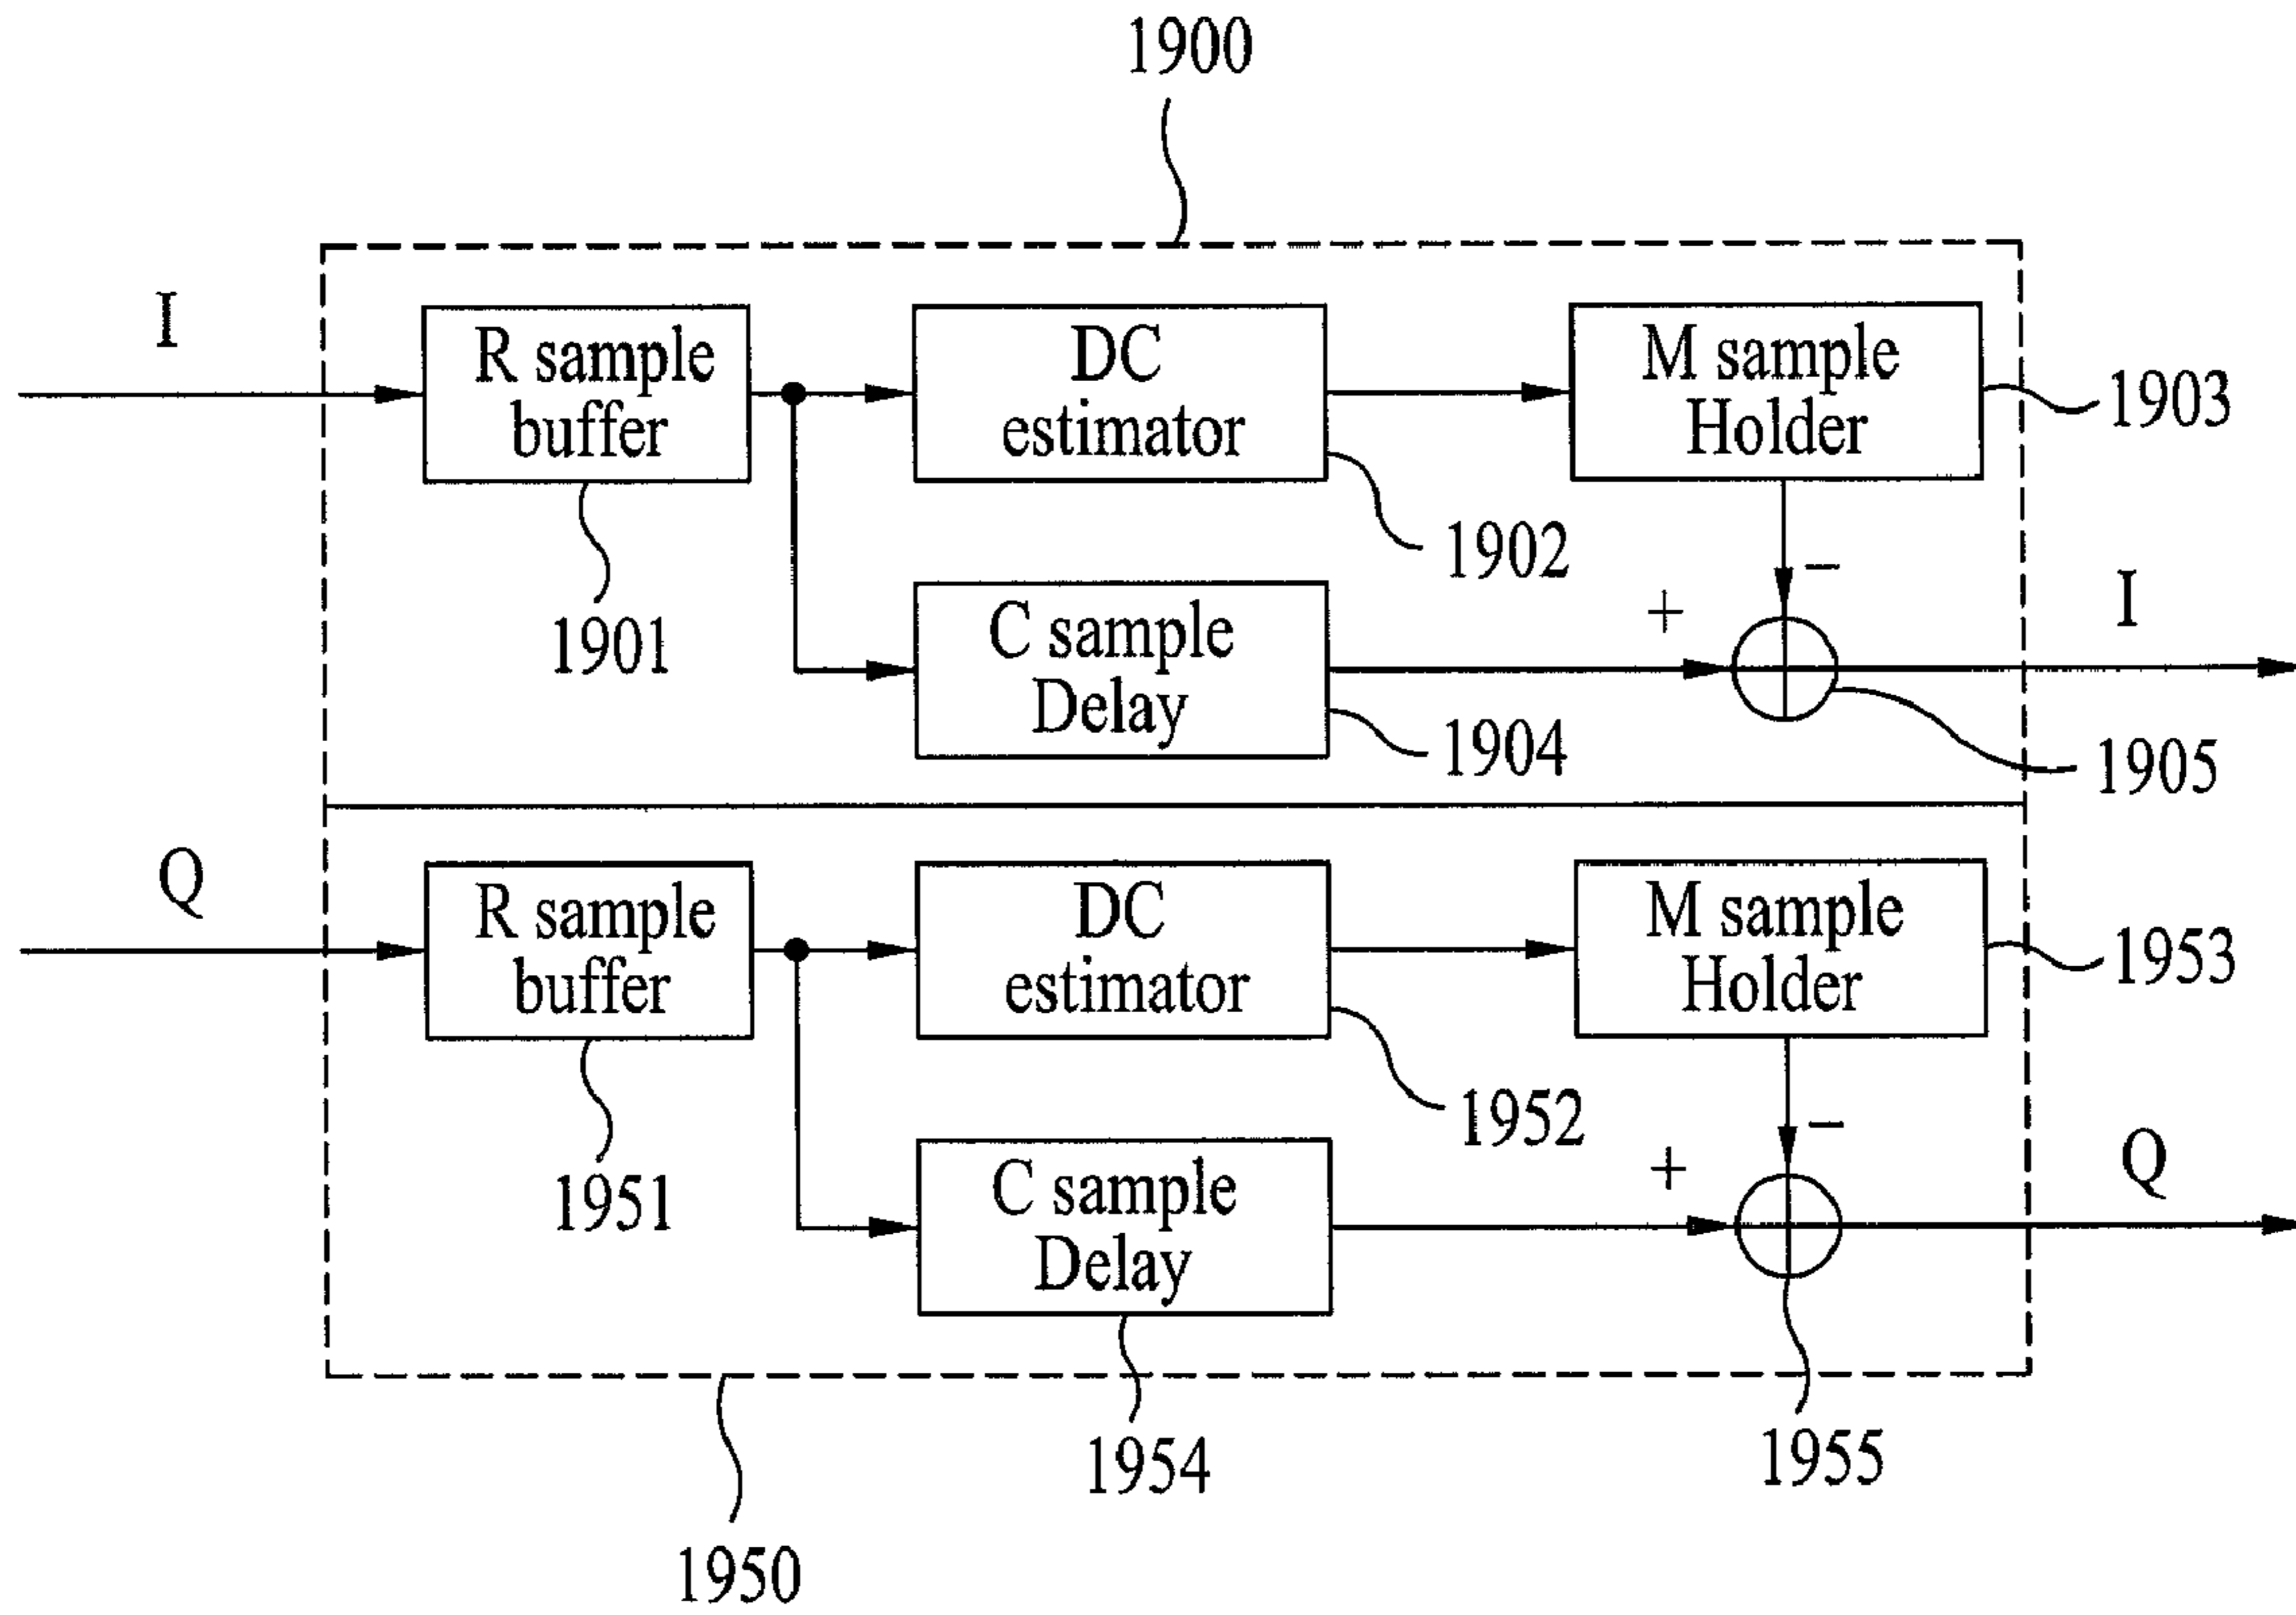 1900
I
R sample
buffer
DC
estimator
M sample
Holder
1903
1901
1902
−
I
+
C sample
Delay
1904
1905
Q
R sample
buffer
DC
estimator
M sample
Holder
1953
1951
1952
−
Q
+
C sample
Delay
1954
1955
1950